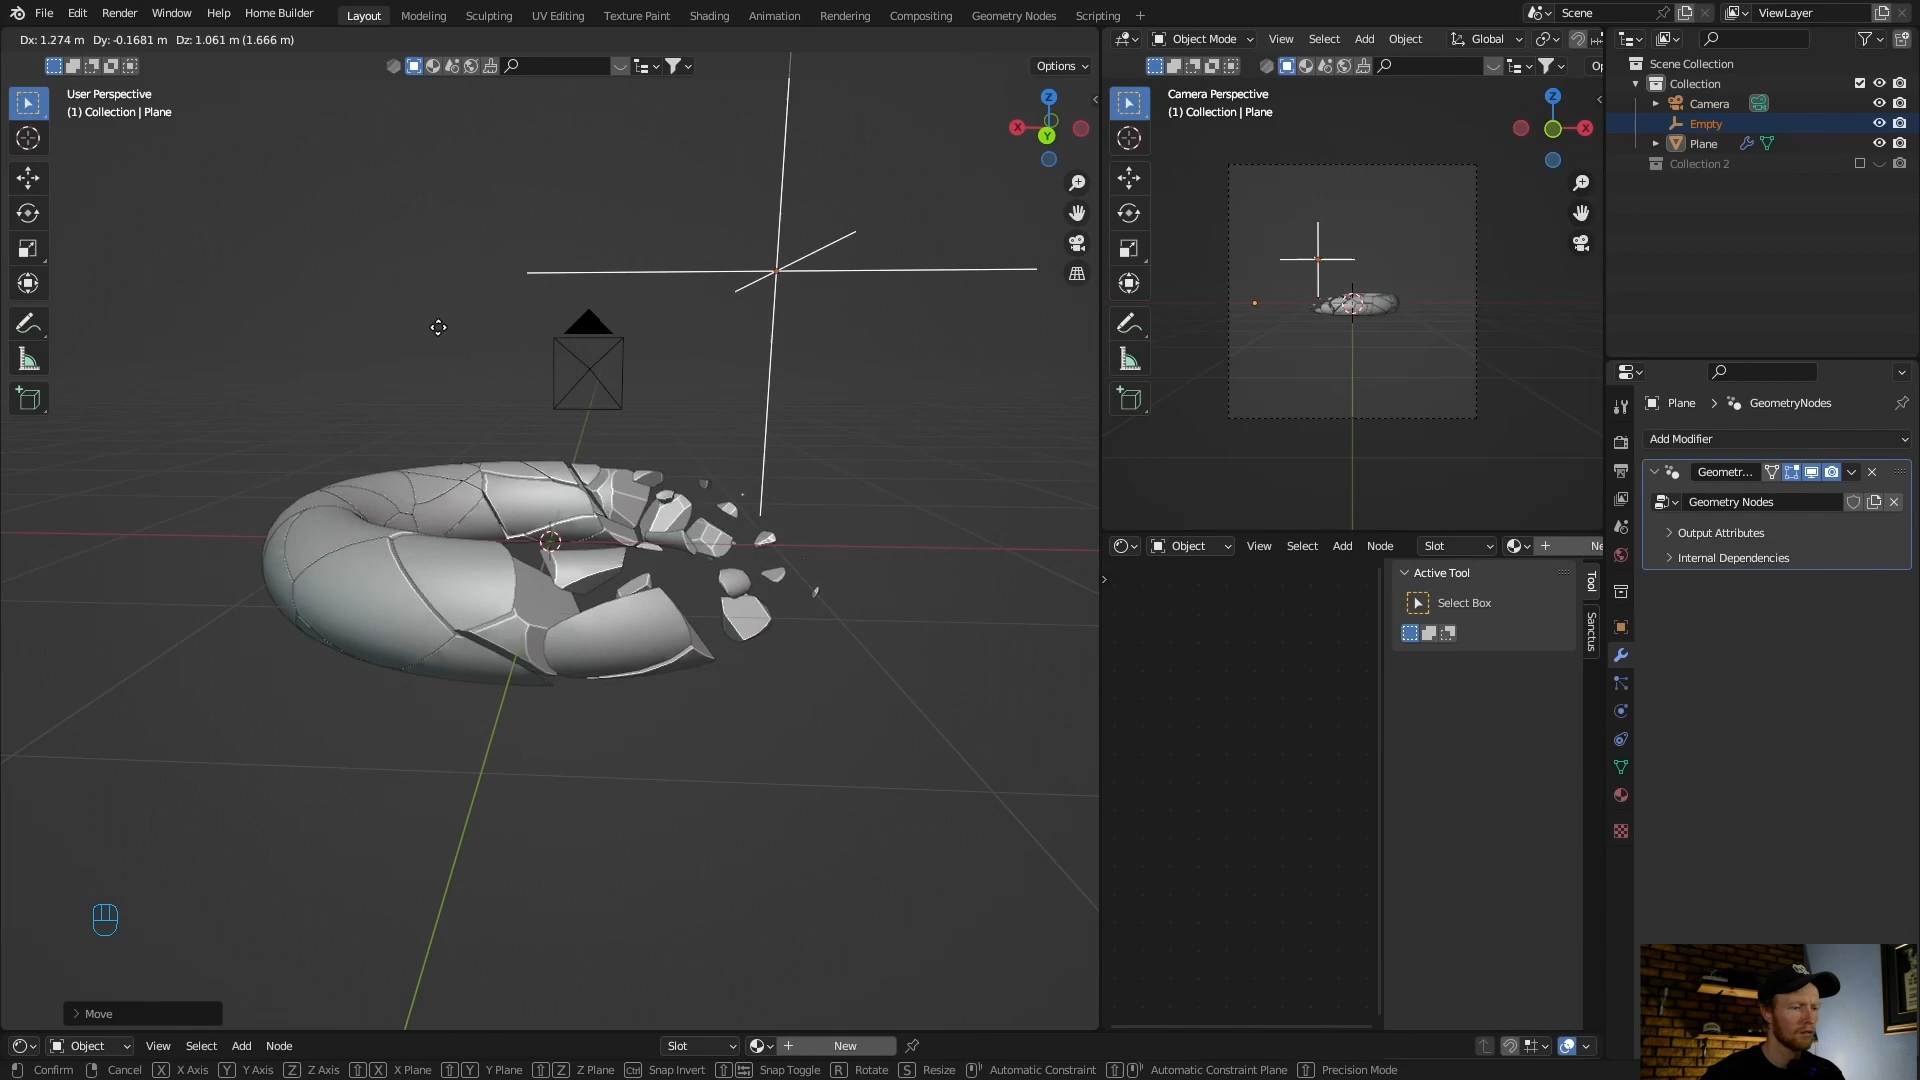 File Edit Render Window Help Home Builder Layout Modeling Sculpting UV Editing Texture Paint Shading Animation Rendering Compositing Geometry Nodes Scripting Scene ViewLayer
Dx: 1.274 m Dy: -0.1681 m Dz: 1.061 m (1.666 m)
Object Mode View Select Add Object Global
Options
Op
User Perspective
(1) Collection | Plane
Camera Perspective
(1) Collection | Plane
Z
X
Y
Z
X
Scene Collection
Collection
Camera
Empty
Plane
Collection 2
Plane > GeometryNodes
Add Modifier
Geometr...
Geometry Nodes
Output Attributes
Internal Dependencies
Object View Select Add Node Slot Ne
Active Tool
Select Box
Tool
Sanctus
Move
Object View Select Add Node Slot New
Confirm Cancel X X Axis Y Y Axis Z Z Axis X X Plane Y Y Plane Z Z Plane Ctrl Snap Invert Snap Toggle R Rotate S Resize Automatic Constraint Automatic Constraint Plane Precision Mode